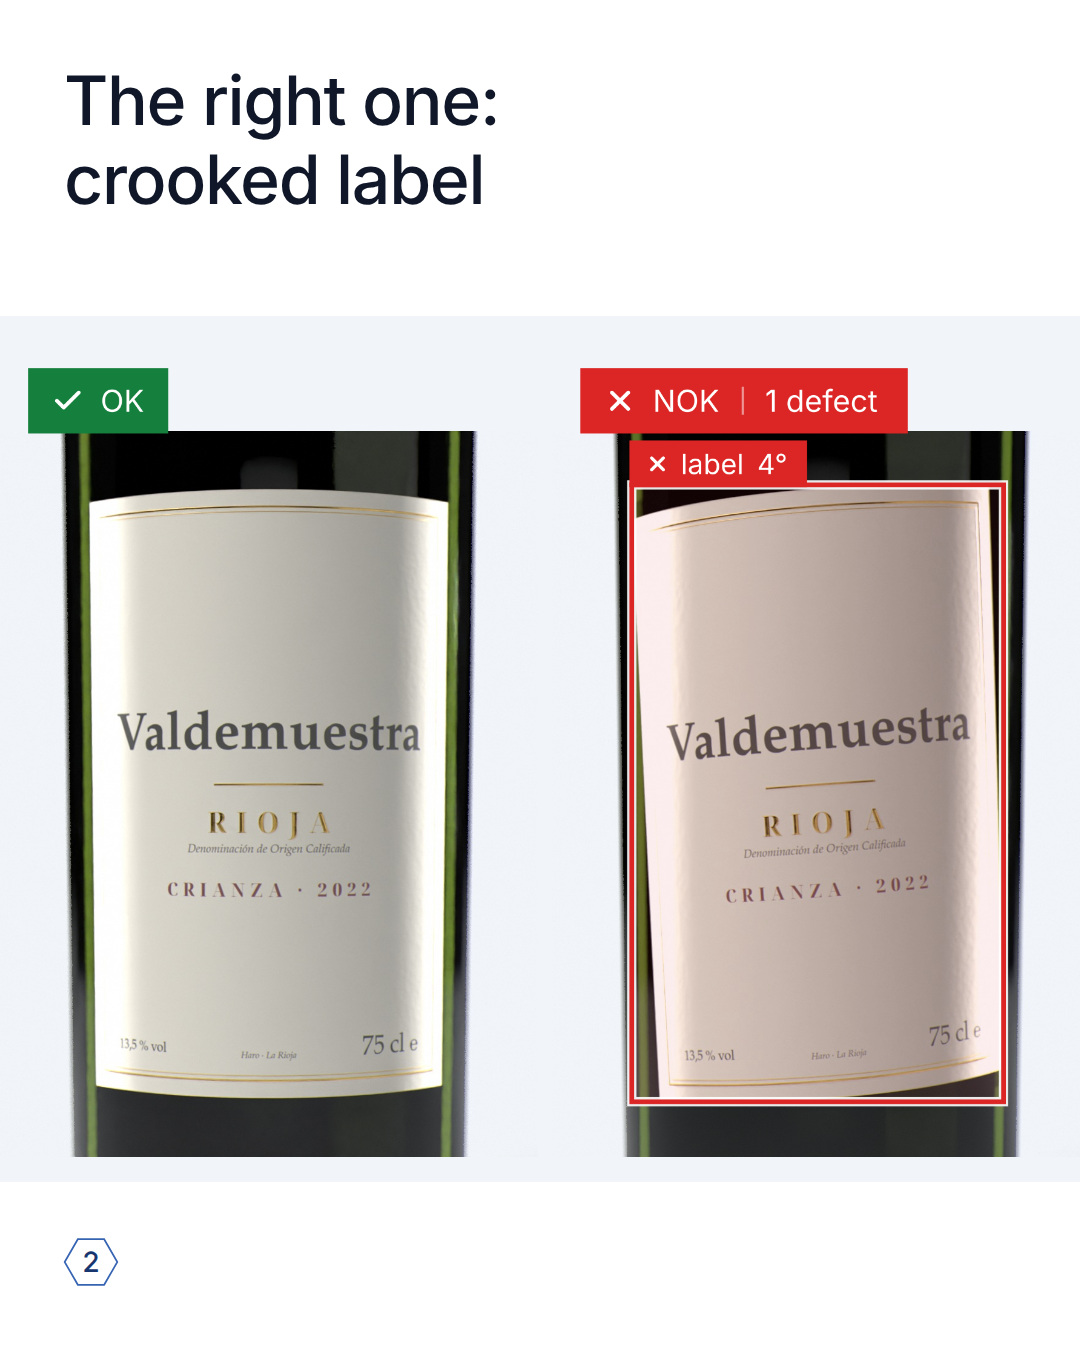 The right one:
crooked label
OK
Valdemuestra
RIOJA
Denominación de Origen Calificada
CRIANZA · 2022
13,5 % vol
Haro - La Rioja
75 cl e
NOK | 1 defect
label 4°
Valdemuestra
RIOJA
Denominación de Origen Calificada
CRIANZA · 2022
13,5 % vol
Haro - La Rioja
75 cl e
2